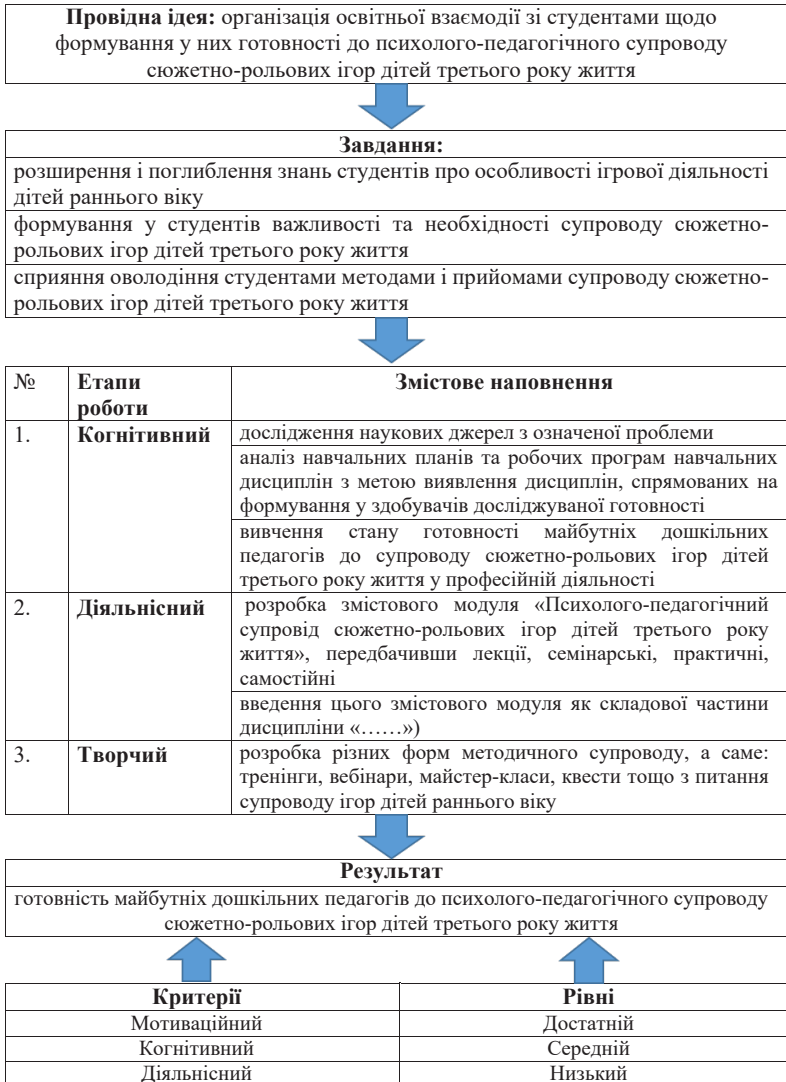 Провідна ідея: організація освітньої взаємодії зі студентами щодо
формування у них готовності до психолого-педагогічного супроводу
сюжетно-рольових ігор дітей третього року життя
Завдання:
розширення і поглиблення знань студентів про особливості ігрової діяльності
дітей раннього віку
формування у студентів важливості та необхідності супроводу сюжетно-
рольових ігор дітей третього року життя
сприяння оволодіння студентами методами і прийомами супроводу сюжетно-
рольових ігор дітей третього року життя
№ Етапи роботи Змістове наповнення
1. Когнітивний дослідження наукових джерел з означеної проблеми
аналіз навчальних планів та робочих програм навчальних
дисциплін з метою виявлення дисциплін, спрямованих на
формування у здобувачів досліджуваної готовності
вивчення стану готовності майбутніх дошкільних
педагогів до супроводу сюжетно-рольових ігор дітей
третього року життя у професійній діяльності
2. Діяльнісний розробка змістового модуля «Психолого-педагогічний
супровід сюжетно-рольових ігор дітей третього року
життя», передбачивши лекції, семінарські, практичні,
самостійні
введення цього змістового модуля як складової частини
дисципліни «……»)
3. Творчий розробка різних форм методичного супроводу, а саме:
тренінги, вебінари, майстер-класи, квести тощо з питання
супроводу ігор дітей раннього віку
Результат
готовність майбутніх дошкільних педагогів до психолого-педагогічного супроводу
сюжетно-рольових ігор дітей третього року життя
Критерії Рівні
Мотиваційний Достатній
Когнітивний Середній
Діяльнісний Низький